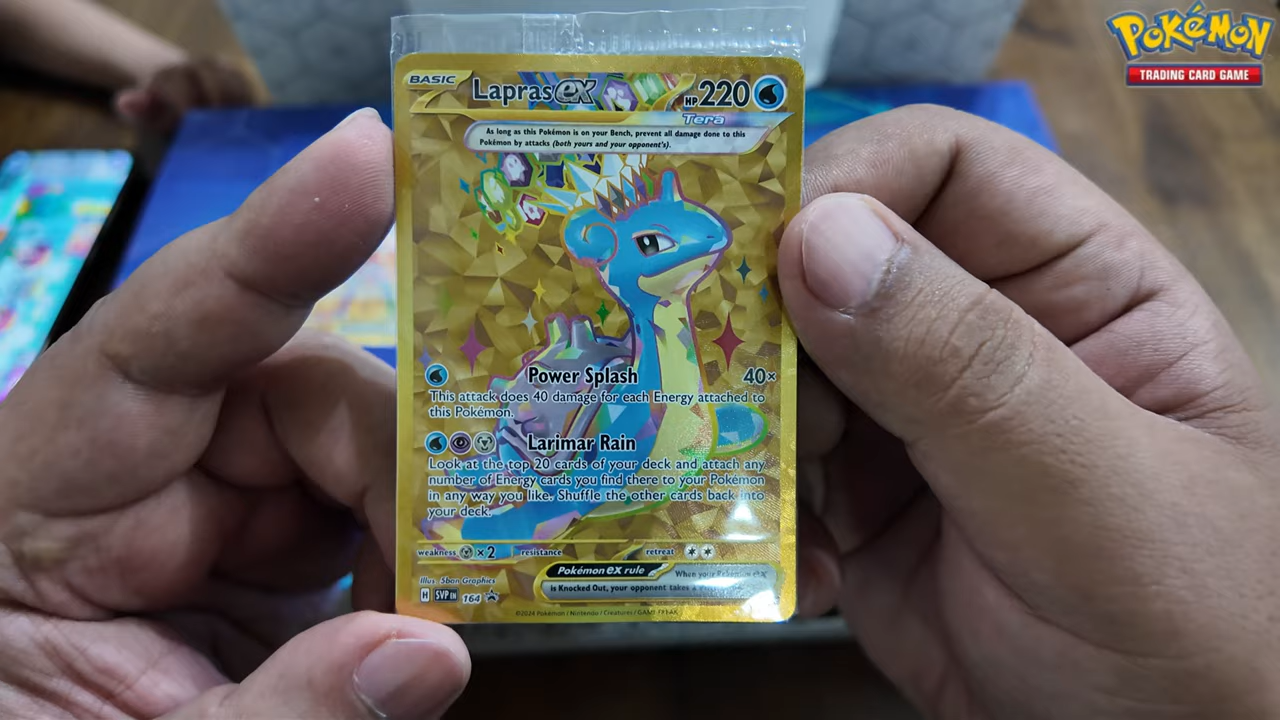 POKÉMON
TRADING CARD GAME
BASIC
Lapras ex
HP 220
Tera
As long as this Pokémon is on your Bench, prevent all damage done to this
Pokémon by attacks (both yours and your opponent's).
Power Splash 40×
This attack does 40 damage for each Energy attached to
this Pokémon.
Larimar Rain
Look at the top 20 cards of your deck and attach any
number of Energy cards you find there to your Pokémon
in any way you like. Shuffle the other cards back into
your deck.
weakness ×2 resistance retreat
Pokémon ex rule
When your Pokémon ex
is Knocked Out, your opponent takes
Illus. 5ban Graphics
H SVP EN 164
©2024 Pokémon / Nintendo / Creatures / GAME FREAK